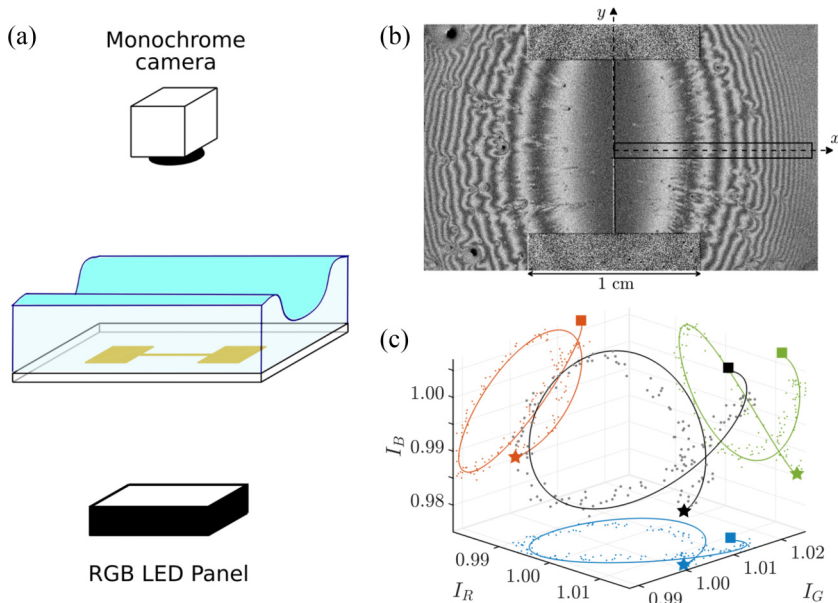 (a)
Monochrome
camera
RGB LED Panel
(b)
y
x
1 cm
(c)
1.00
0.99
0.98
I_B
0.99
1.00
1.01
I_R
0.99
1.00
1.01
1.02
I_G